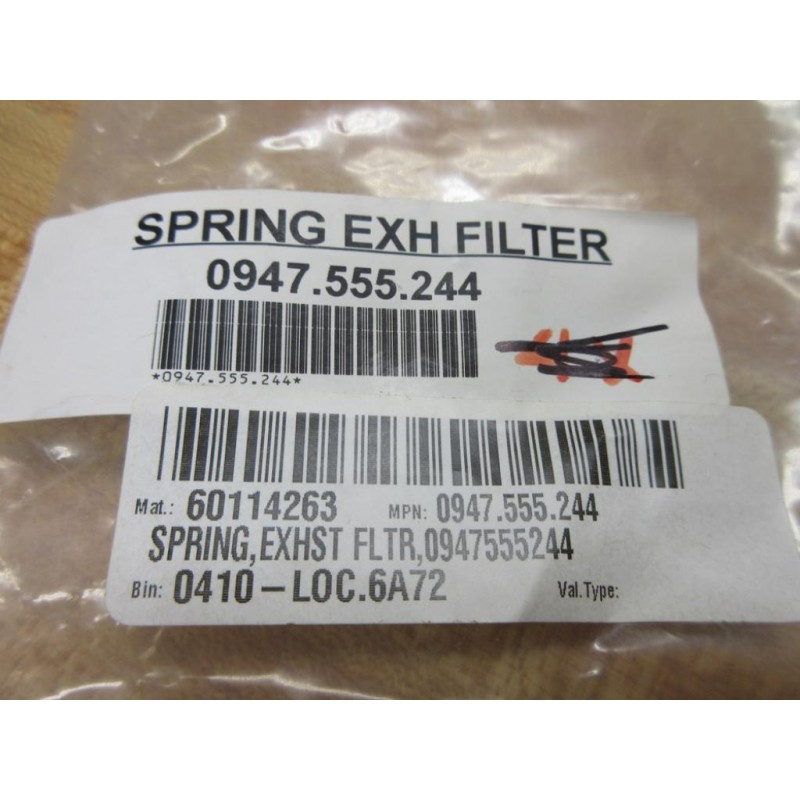 SPRING EXH FILTER
0947.555.244
*0947.555.244*
Mat.: 60114263 MPN: 0947.555.244
SPRING,EXHST FLTR,0947555244
Bin: 0410-LOC.6A72 Val.Type: